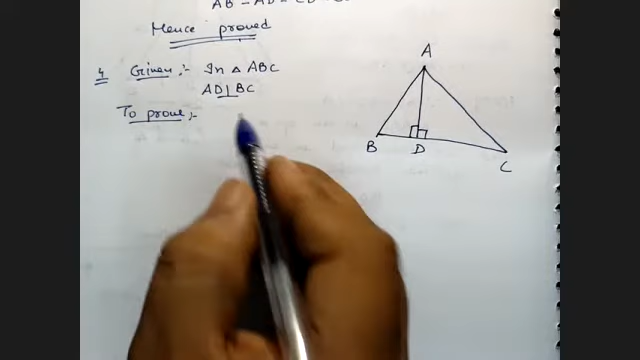 Hence proved
4 Given :- In △ ABC
AD ⊥ BC
To prove :-
A
B
D
C